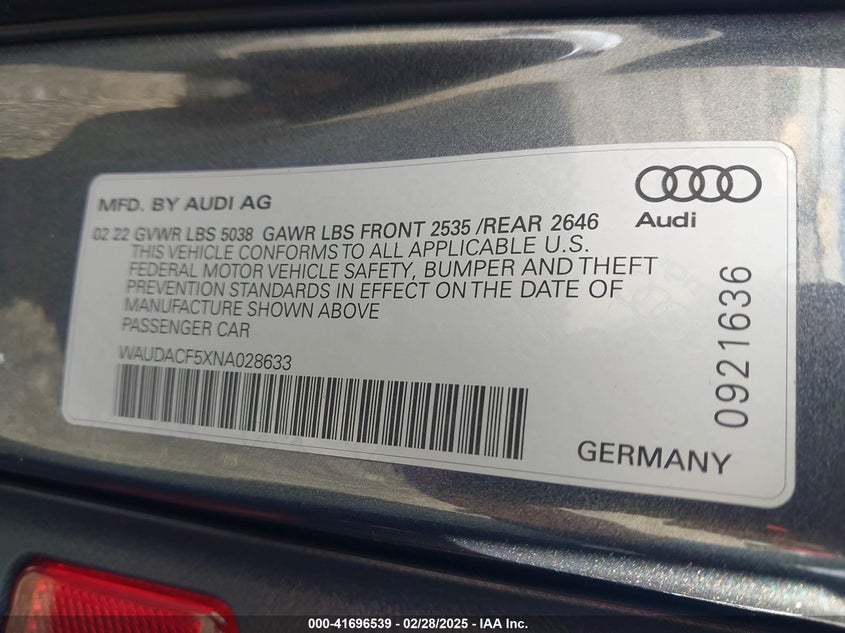 MFD. BY AUDI AG
02 22 GVWR LBS 5038 GAWR LBS FRONT 2535 /REAR 2646
THIS VEHICLE CONFORMS TO ALL APPLICABLE U.S.
FEDERAL MOTOR VEHICLE SAFETY, BUMPER AND THEFT
PREVENTION STANDARDS IN EFFECT ON THE DATE OF
MANUFACTURE SHOWN ABOVE
PASSENGER CAR
WAUDACF5XNA028633
Audi
0921636
GERMANY
000-41696539 - 02/28/2025 - IAA Inc.